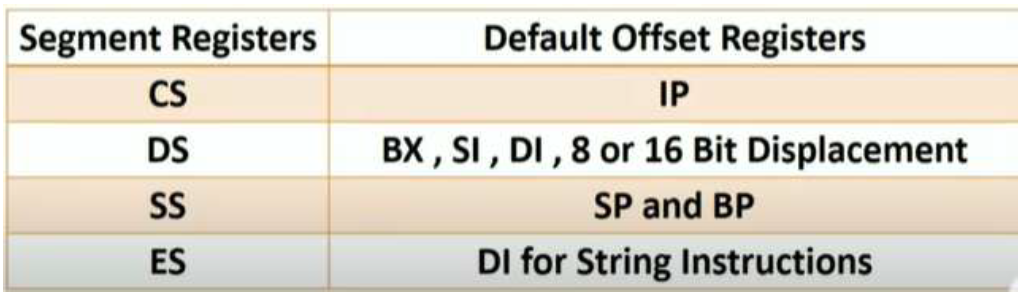 Segment Registers Default Offset Registers
CS IP
DS BX , SI , DI , 8 or 16 Bit Displacement
SS SP and BP
ES DI for String Instructions